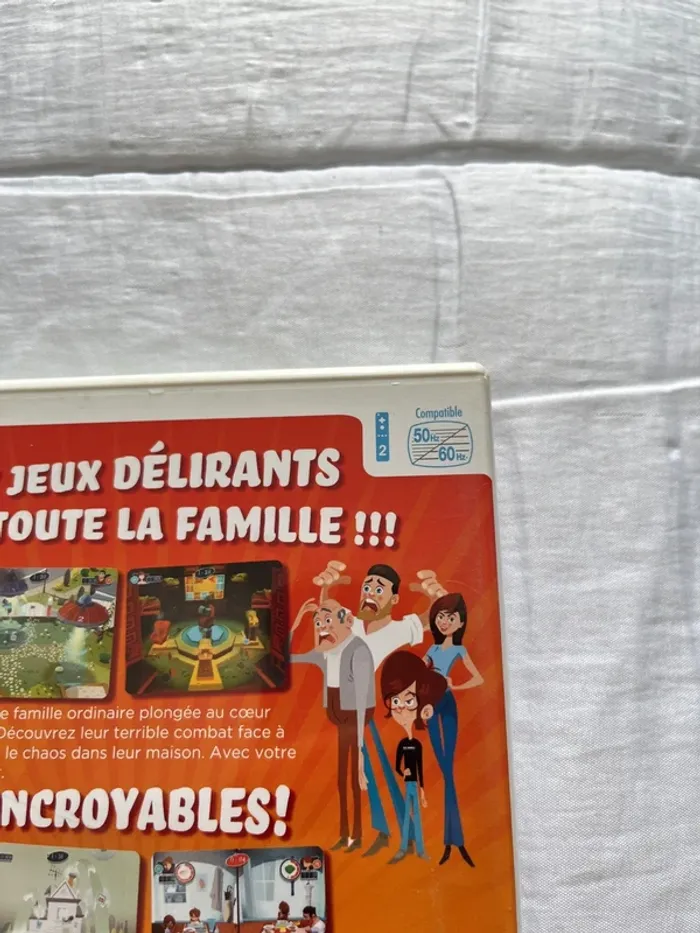 Compatible
50Hz
60Hz
2
JEUX DÉLIRANTS
TOUTE LA FAMILLE !!!
e famille ordinaire plongée au cœur
Découvrez leur terrible combat face à
le chaos dans leur maison. Avec votre
NCROYABLES!